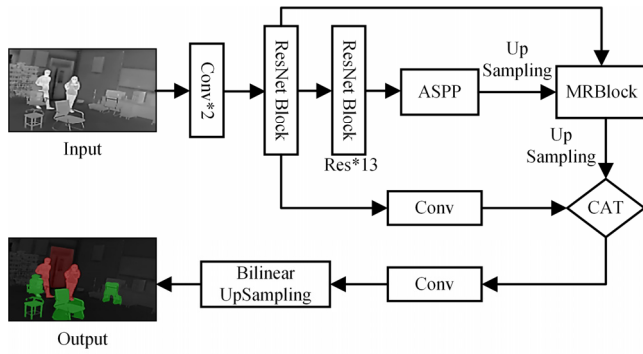 Input
Conv*2
ResNet Block
ResNet Block
Res*13
ASPP
Up
Sampling
MRBlock
Up
Sampling
Conv
CAT
Output
Bilinear
UpSampling
Conv